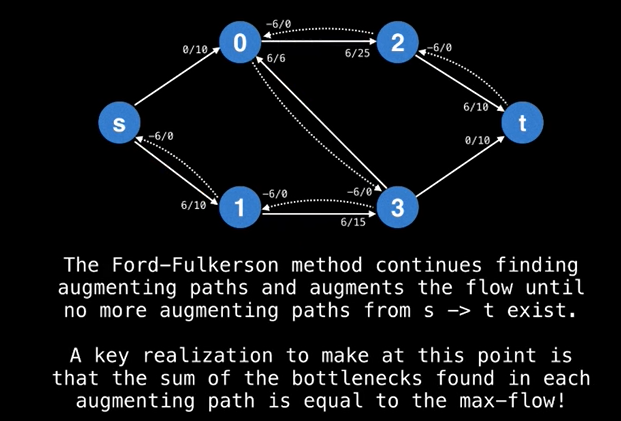 -6/0
0/10
0
2
6/25
-6/0
6/6
6/10
s
t
-6/0
0/10
-6/0
-6/0
6/10
1
3
6/15
The Ford-Fulkerson method continues finding
augmenting paths and augments the flow until
no more augmenting paths from s -> t exist.
A key realization to make at this point is
that the sum of the bottlenecks found in each
augmenting path is equal to the max-flow!